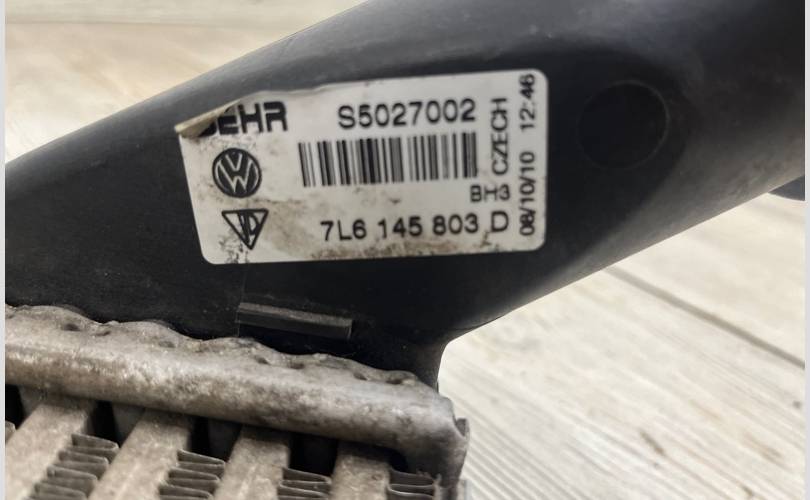 BEHR S5027002
CZECH
BH3
7L6 145 803 D
08/10/10 12:46